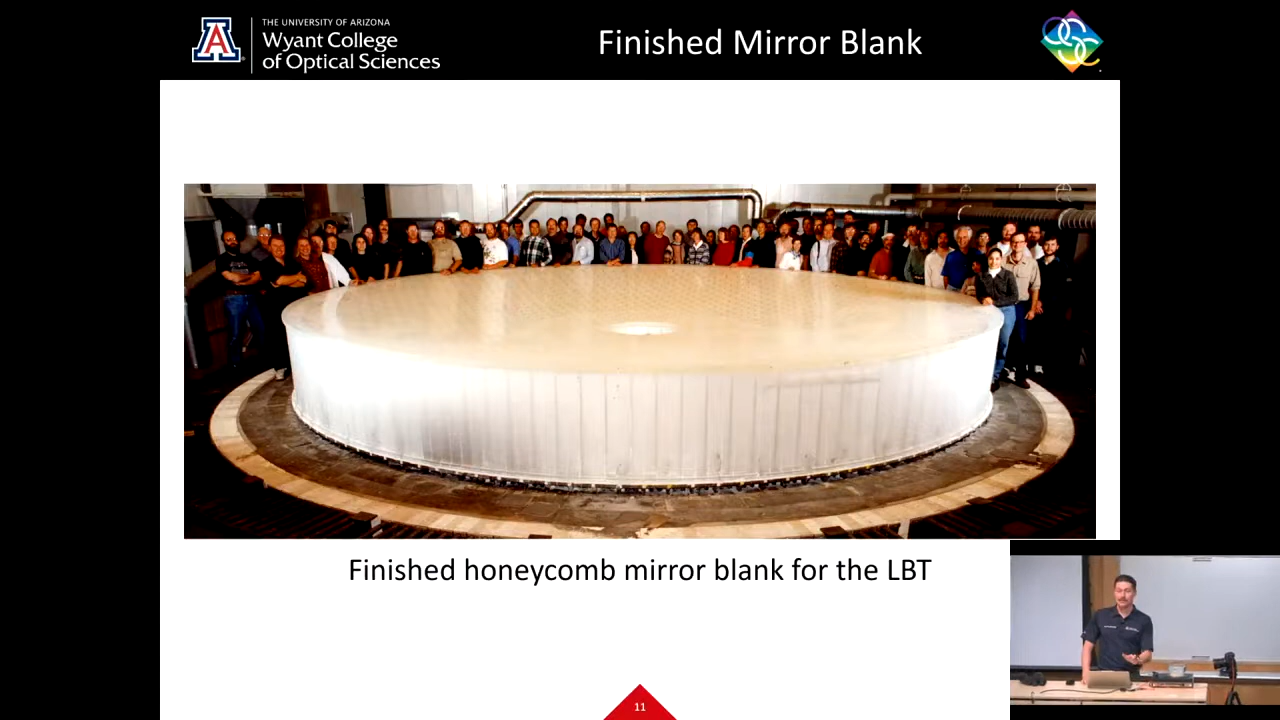 THE UNIVERSITY OF ARIZONA
Wyant College
of Optical Sciences
Finished Mirror Blank
Finished honeycomb mirror blank for the LBT
11